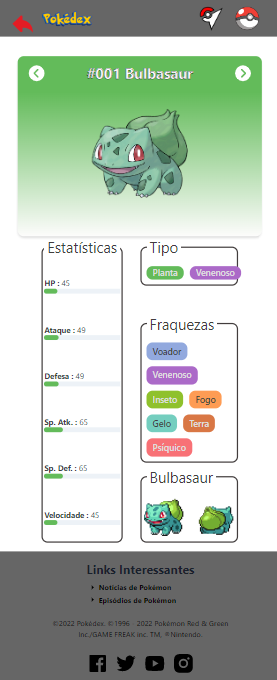 Pokédex
#001 Bulbasaur
Estatísticas
HP : 45
Ataque : 49
Defesa : 49
Sp. Atk. : 65
Sp. Def. : 65
Velocidade : 45
Tipo
Planta Venenoso
Fraquezas
Voador
Venenoso
Inseto Fogo
Gelo Terra
Psíquico
Bulbasaur
Links Interessantes
Notícias de Pokémon
Episódios de Pokémon
©2022 Pokédex. ©1996 - 2022 Pokémon Red & Green
Inc./GAME FREAK inc. TM, ®Nintendo.